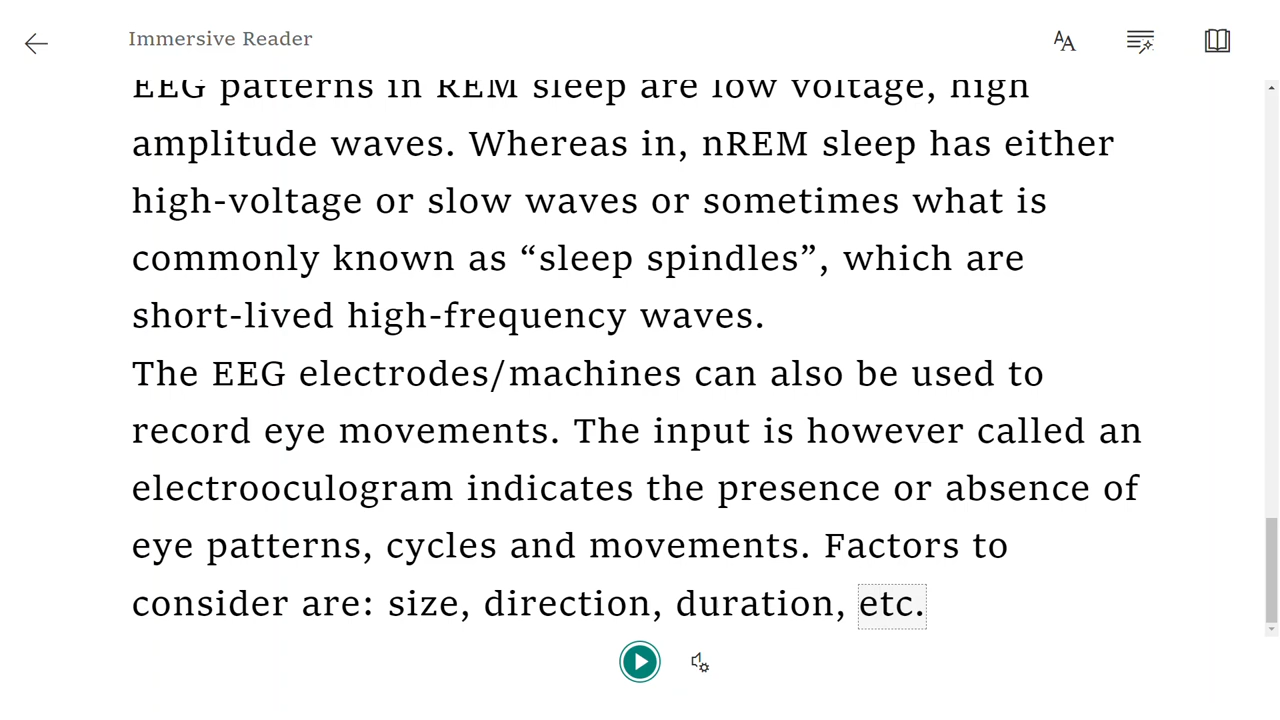 Immersive Reader
EEG patterns in REM sleep are low voltage, high
amplitude waves. Whereas in, nREM sleep has either
high-voltage or slow waves or sometimes what is
commonly known as “sleep spindles”, which are
short-lived high-frequency waves.
The EEG electrodes/machines can also be used to
record eye movements. The input is however called an
electrooculogram indicates the presence or absence of
eye patterns, cycles and movements. Factors to
consider are: size, direction, duration, etc.